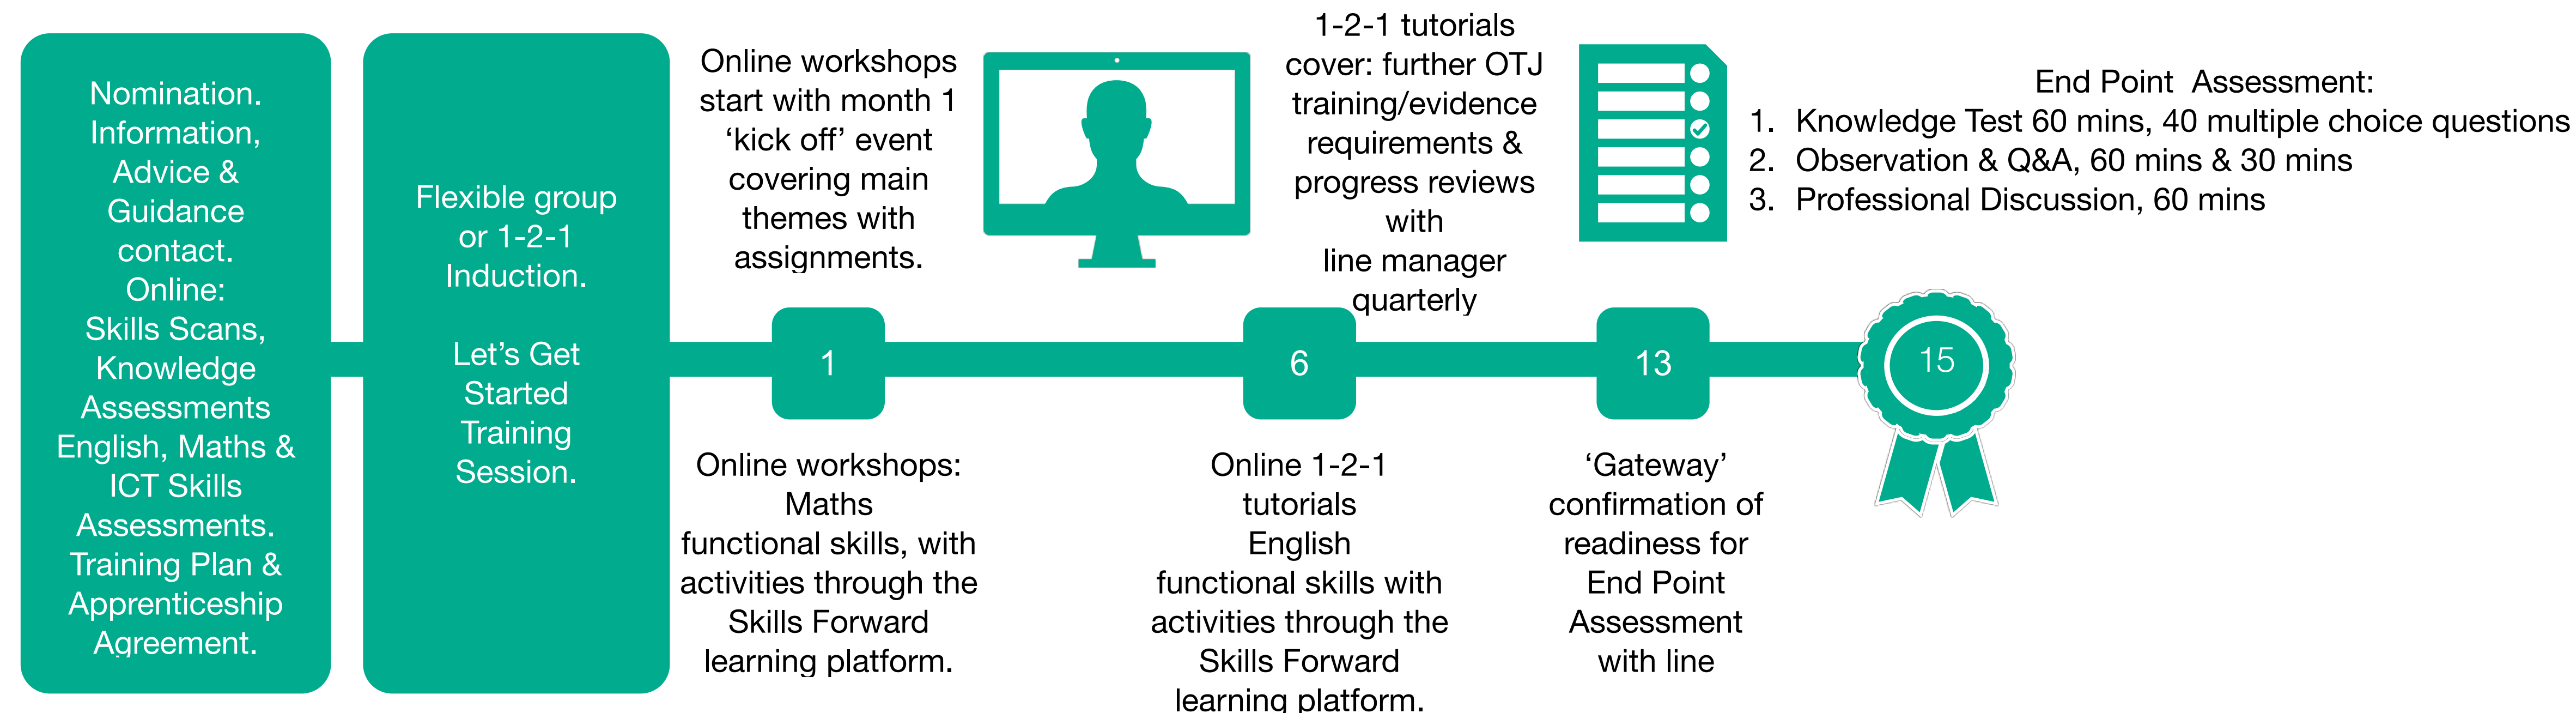 Nomination.
Information,
Advice &
Guidance
contact.
Online:
Skills Scans,
Knowledge
Assessments
English, Maths &
ICT Skills
Assessments.
Training Plan &
Apprenticeship
Agreement.
Flexible group
or 1-2-1
Induction.
Let’s Get
Started
Training
Session.
Online workshops
start with month 1
‘kick off’ event
covering main
themes with
assignments.
1
Online workshops:
Maths
functional skills, with
activities through the
Skills Forward
learning platform.
1-2-1 tutorials
cover: further OTJ
training/evidence
requirements &
progress reviews
with
line manager
quarterly
6
Online 1-2-1
tutorials
English
functional skills with
activities through the
Skills Forward
learning platform.
13
‘Gateway’
confirmation of
readiness for
End Point
Assessment
with line
End Point Assessment:
1. Knowledge Test 60 mins, 40 multiple choice questions
2. Observation & Q&A, 60 mins & 30 mins
3. Professional Discussion, 60 mins
15